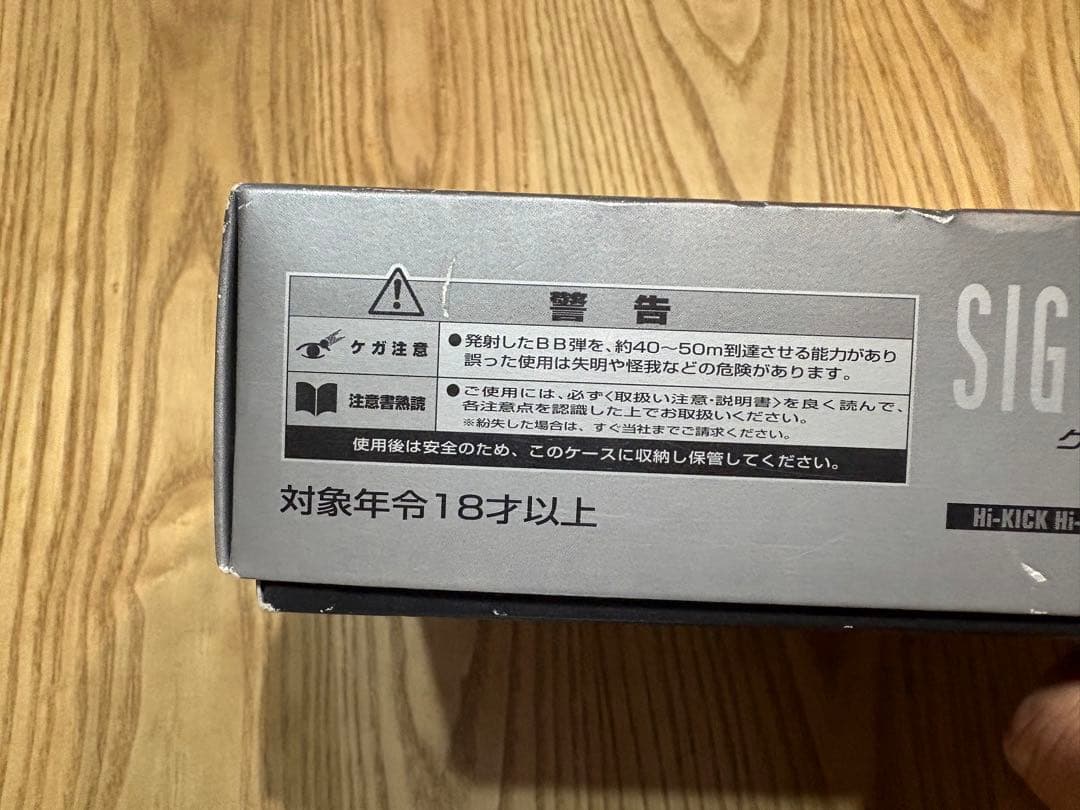 警告
ケガ注意
●発射したBB弾を、約40〜50m到達させる能力があり
誤った使用は失明や怪我などの危険があります。
注意書熟読
●ご使用には、必ず〈取扱い注意・説明書〉を良く読んで、
各注意点を認識した上でお取扱いください。
※紛失した場合は、すぐ当社までご請求ください。
使用後は安全のため、このケースに収納し保管してください。
対象年令18才以上
SIG
Hi-KICK Hi-